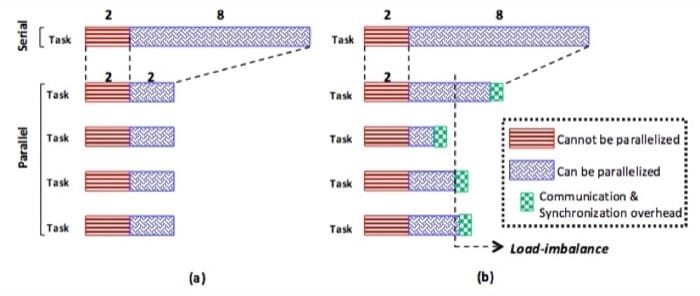 2 8
Serial Task
2 2
Task
Task
Parallel
Task
Task
(a)
2 8
Task
2
Task
Task
Task
Task
Cannot be parallelized
Can be parallelized
Communication &
Synchronization overhead
Load-imbalance
(b)